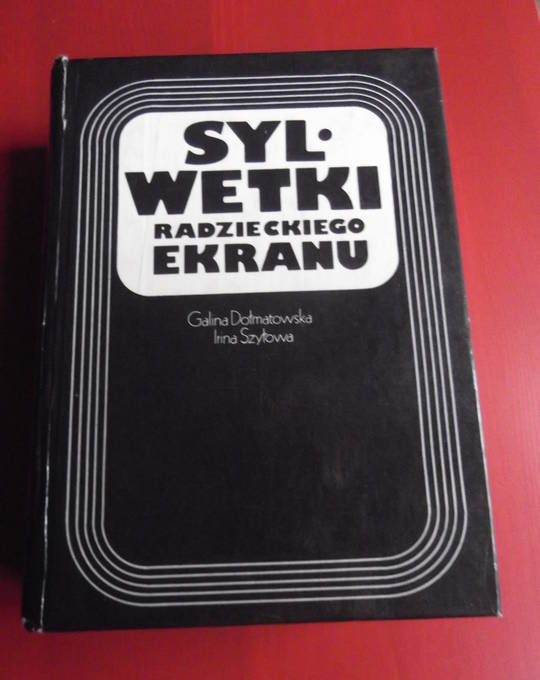 SYL-
WETKI
RADZIECKIEGO
EKRANU
Galina Dołmatowska
Irina Szyłowa